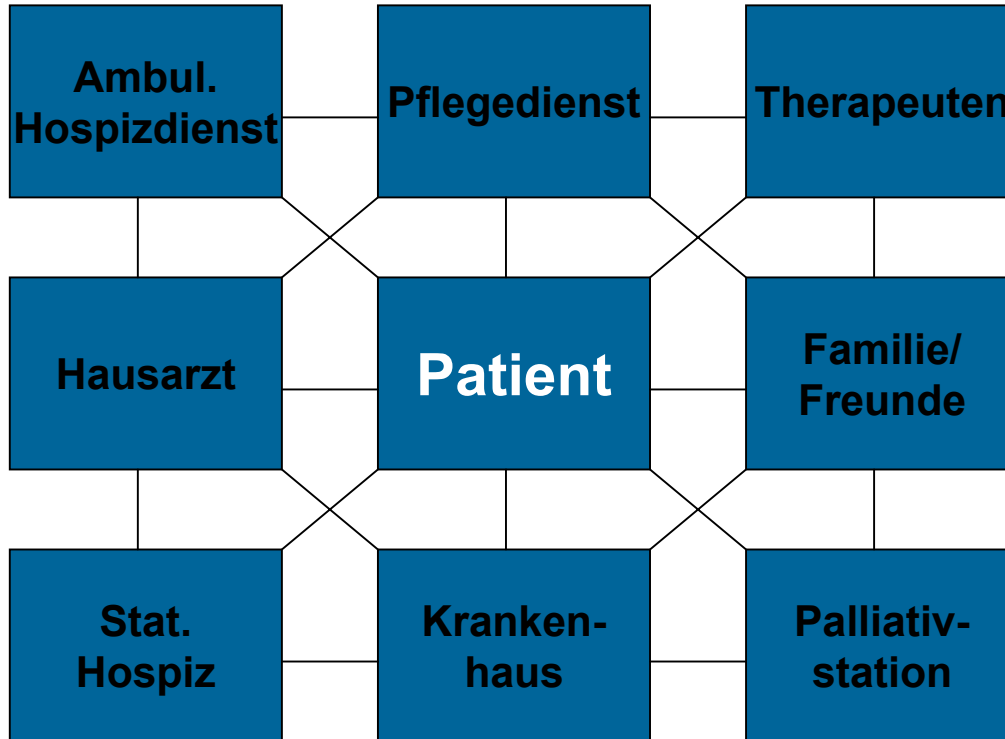 Ambul.
Hospizdienst
Pflegedienst
Therapeuten
Hausarzt
Patient
Familie/
Freunde
Stat.
Hospiz
Kranken-
haus
Palliativ-
station